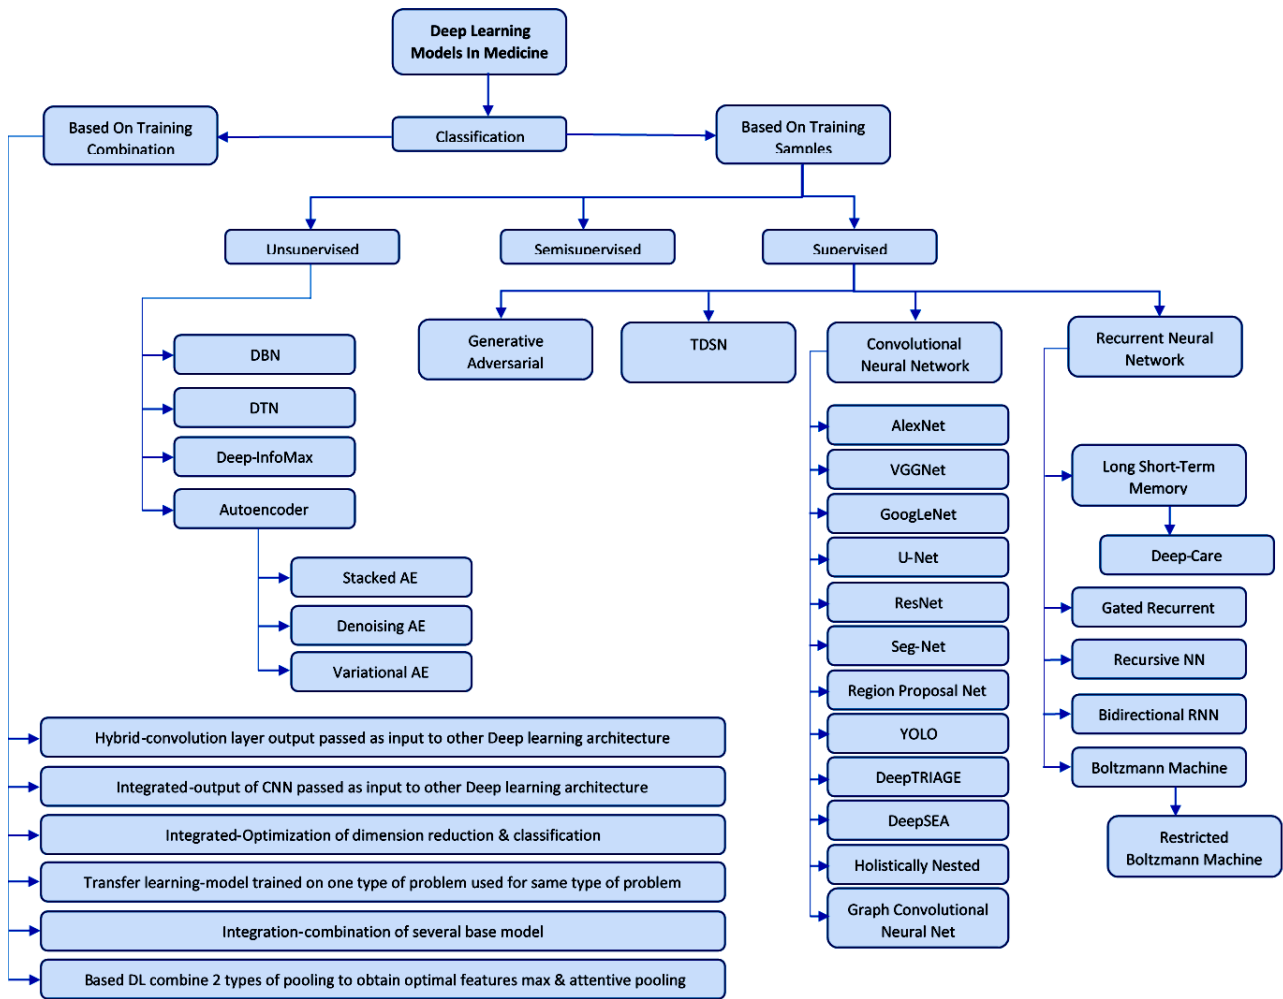 Deep Learning
Models In Medicine
Based On Training
Combination
Classification
Based On Training
Samples
Unsupervised
Semisupervised
Supervised
DBN
DTN
Deep-InfoMax
Autoencoder
Stacked AE
Denoising AE
Variational AE
Generative
Adversarial
TDSN
Convolutional
Neural Network
AlexNet
VGGNet
GoogLeNet
U-Net
ResNet
Seg-Net
Region Proposal Net
YOLO
DeepTRIAGE
DeepSEA
Holistically Nested
Graph Convolutional
Neural Net
Recurrent Neural
Network
Long Short-Term
Memory
Deep-Care
Gated Recurrent
Recursive NN
Bidirectional RNN
Boltzmann Machine
Restricted
Boltzmann Machine
Hybrid-convolution layer output passed as input to other Deep learning architecture
Integrated-output of CNN passed as input to other Deep learning architecture
Integrated-Optimization of dimension reduction & classification
Transfer learning-model trained on one type of problem used for same type of problem
Integration-combination of several base model
Based DL combine 2 types of pooling to obtain optimal features max & attentive pooling